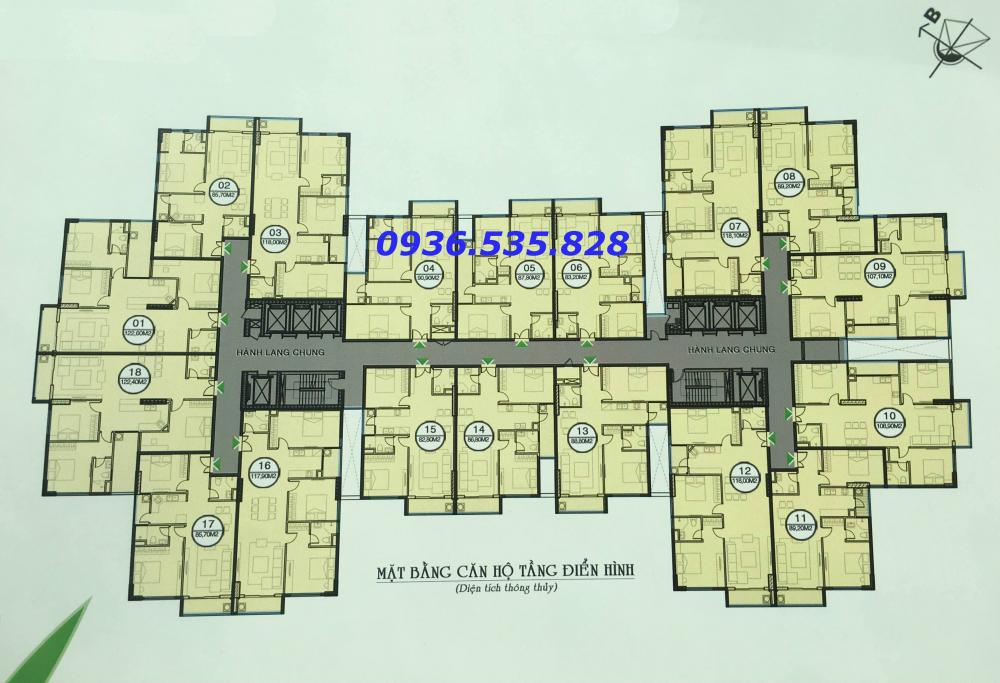 B
02
85,70M2
03
118,00M2
0936.535.828
04
90,90M2
05
87,80M2
06
83,20M2
07
118,10M2
08
89,20M2
09
107,10M2
01
122,60M2
HÀNH LANG CHUNG
HÀNH LANG CHUNG
18
122,40M2
15
82,80M2
14
86,80M2
13
88,80M2
10
108,90M2
16
117,90M2
17
85,70M2
12
118,00M2
11
89,20M2
MẶT BẰNG CĂN HỘ TẦNG ĐIỂN HÌNH
(Diện tích thông thủy)